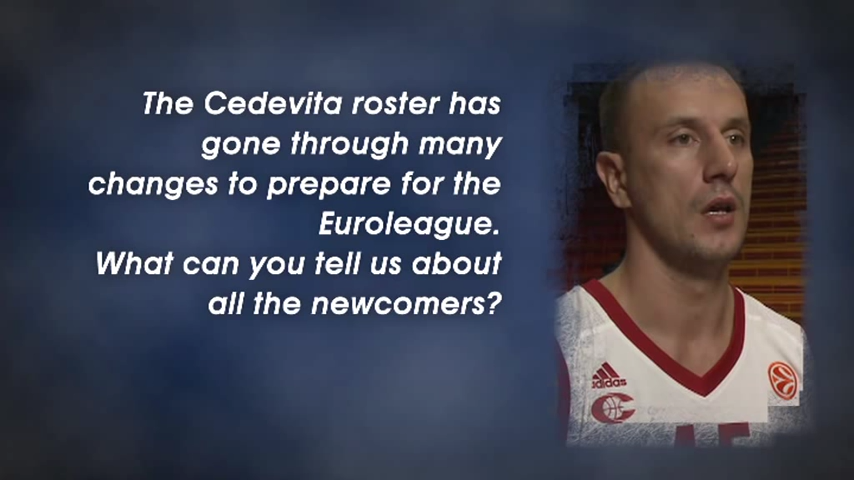 The Cedevita roster has
gone through many
changes to prepare for the
Euroleague.
What can you tell us about
all the newcomers?
adidas